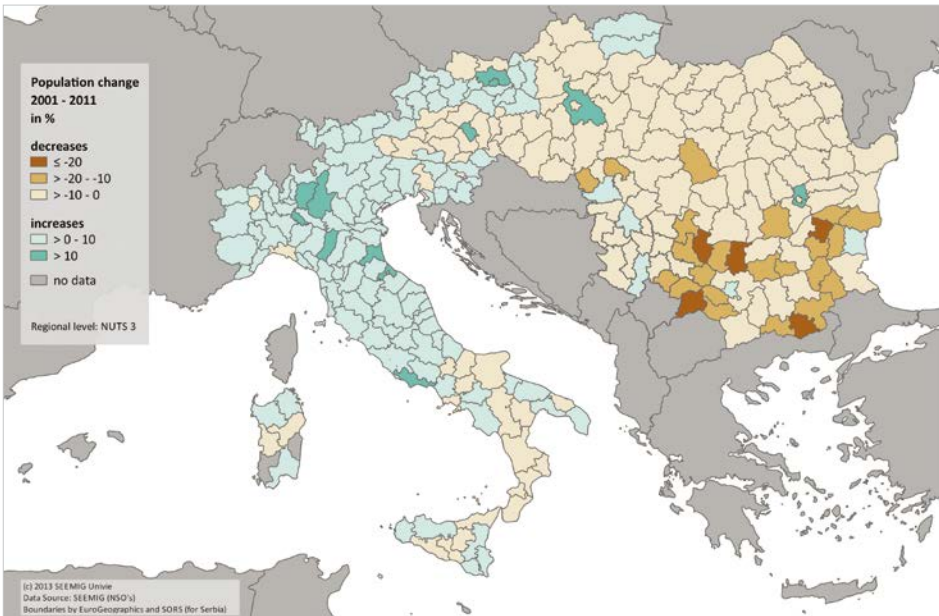 Population change
2001 - 2011
in %
decreases
≤ -20
> -20 - -10
> -10 - 0
increases
> 0 - 10
> 10
no data
Regional level: NUTS 3
(c) 2013 SEEMIG Univie
Data Source: SEEMIG (NSO's)
Boundaries by EuroGeographics and SORS (for Serbia)